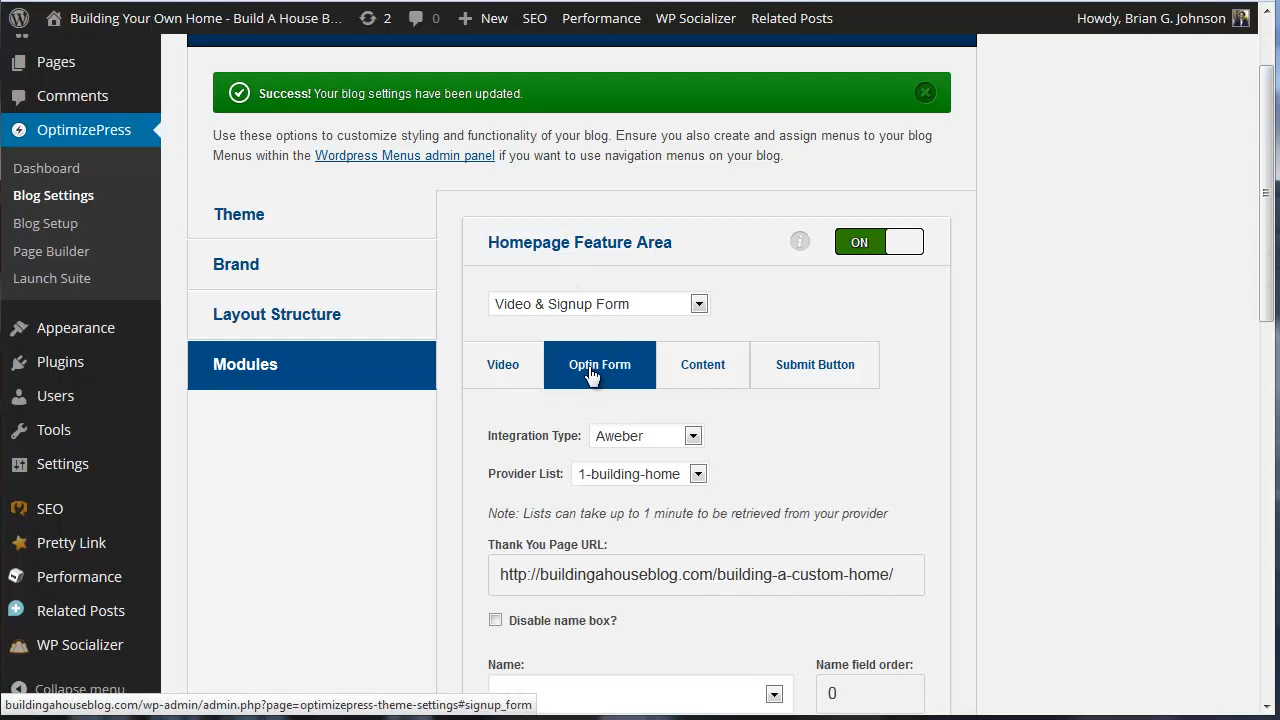 Building Your Own Home - Build A House B... 2 0 New SEO Performance WP Socializer Related Posts Howdy, Brian G. Johnson
Pages
Comments
OptimizePress
Dashboard
Blog Settings
Blog Setup
Page Builder
Launch Suite
Appearance
Plugins
Users
Tools
Settings
SEO
Pretty Link
Performance
Related Posts
WP Socializer
Collapse menu
Success! Your blog settings have been updated.
Use these options to customize styling and functionality of your blog. Ensure you also create and assign menus to your blog
Menus within the Wordpress Menus admin panel if you want to use navigation menus on your blog.
Theme
Brand
Layout Structure
Modules
Homepage Feature Area ON
Video & Signup Form
Video Optin Form Content Submit Button
Integration Type: Aweber
Provider List: 1-building-home
Note: Lists can take up to 1 minute to be retrieved from your provider
Thank You Page URL:
http://buildingahouseblog.com/building-a-custom-home/
Disable name box?
Name: Name field order:
0
buildingahouseblog.com/wp-admin/admin.php?page=optimizepress-theme-settings#signup_form